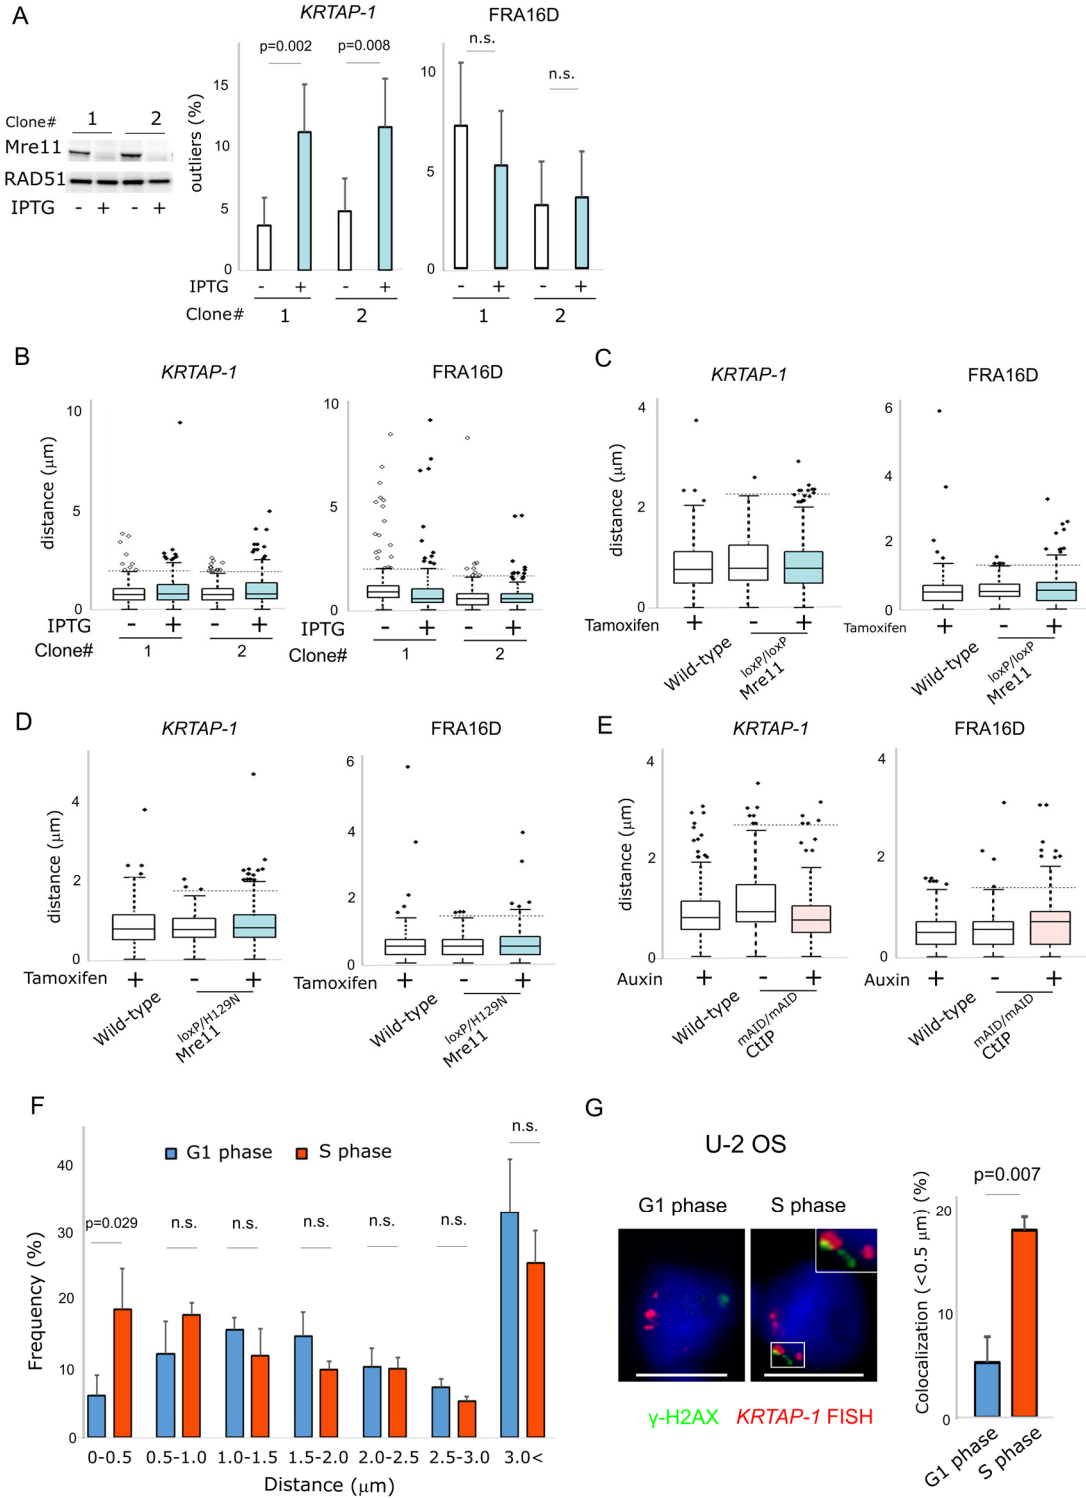 A
KRTAP-1
FRA16D
Clone# 1 2
Mre11
RAD51
IPTG - + - +
outliers (%)
15
10
5
0
p=0.002
p=0.008
IPTG - + - +
Clone# 1 2
10
5
0
n.s.
n.s.
- + - +
1 2
B
KRTAP-1
FRA16D
distance (μm)
10
5
0
IPTG - + - +
Clone# 1 2
10
5
0
IPTG - + - +
Clone# 1 2
C
KRTAP-1
FRA16D
distance (μm)
4
2
0
Tamoxifen + - +
Wild-type
loxP/loxP
Mre11
6
4
2
0
Tamoxifen + - +
Wild-type
loxP/loxP
Mre11
D
KRTAP-1
FRA16D
distance (μm)
4
2
0
Tamoxifen + - +
Wild-type
loxP/H129N
Mre11
6
4
2
0
Tamoxifen + - +
Wild-type
loxP/H129N
Mre11
E
KRTAP-1
FRA16D
distance (μm)
4
2
0
Auxin + - +
Wild-type
mAID/mAID
CtIP
4
2
0
Auxin + - +
Wild-type
mAID/mAID
CtIP
F
G1 phase S phase
Frequency (%)
40
30
20
10
0
p=0.029
n.s.
n.s.
n.s.
n.s.
n.s.
n.s.
0-0.5 0.5-1.0 1.0-1.5 1.5-2.0 2.0-2.5 2.5-3.0 3.0<
Distance (μm)
G
U-2 OS
G1 phase S phase
γ-H2AX KRTAP-1 FISH
Colocalization (<0.5 μm) (%)
20
10
0
p=0.007
G1 phase
S phase